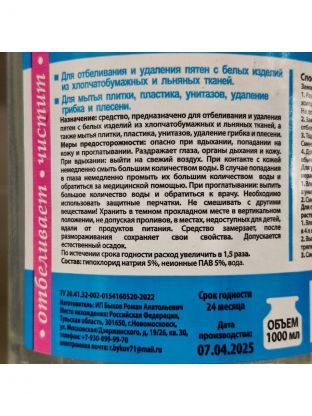 • Для отбеливания и удаления пятен с белых изделий
из хлопчатобумажных и льняных тканей.
• Для мытья плитки, пластика, унитазов, удаление
грибка и плесени.
Назначение: средство, предназначено для отбеливания и удаления
пятен с белых изделий из хлопчатобумажных и льняных тканей, а
также мытья плитки, пластика, унитазов, удаления грибка и плесени.
Меры предосторожности: опасно при вдыхании, попадании на
кожу и проглатывании. Раздражает глаза, органы дыхания и кожу.
При вдыхании: выйти на свежий воздух. При контакте с кожей
немедленно смыть большим количеством воды. В случае попадания
в глаза немедленно промыть их большим количеством воды и
обратиться за медицинской помощью. При проглатывании: выпить
большое количество воды и обратиться к врачу. Необходимо
использовать защитные перчатки. Не смешивать с другими
веществами! Хранить в темном прохладном месте в вертикальном
положении, не допуская проливов, в местах, недоступных для детей,
вдали от продуктов питания. Средство замерзает, после
размораживания сохраняет свои свойства. Допускается
естественный осадок.
По истечении срока годности расход увеличить в 1,5 раза.
Состав: гипохлорид натрия 5%, неионные ПАВ 5%, вода.
ТУ 20.41.32-002-0154160520-2022
Изготовитель: ИП Быков Роман Анатольевич
Место нахождения: Российская Федерация,
Тульская область, 301650, г.Новомосковск,
ул. Московская/Дзержинского, д. 19/26, кв. 30,
телефон: +7-930-899-99-70
e-mail: r.bykov71@mail.ru
Срок годности
24 месяца
Дата производства:
07.04.2025
ОБЪЕМ
1000 мл
отбеливает • чистит •